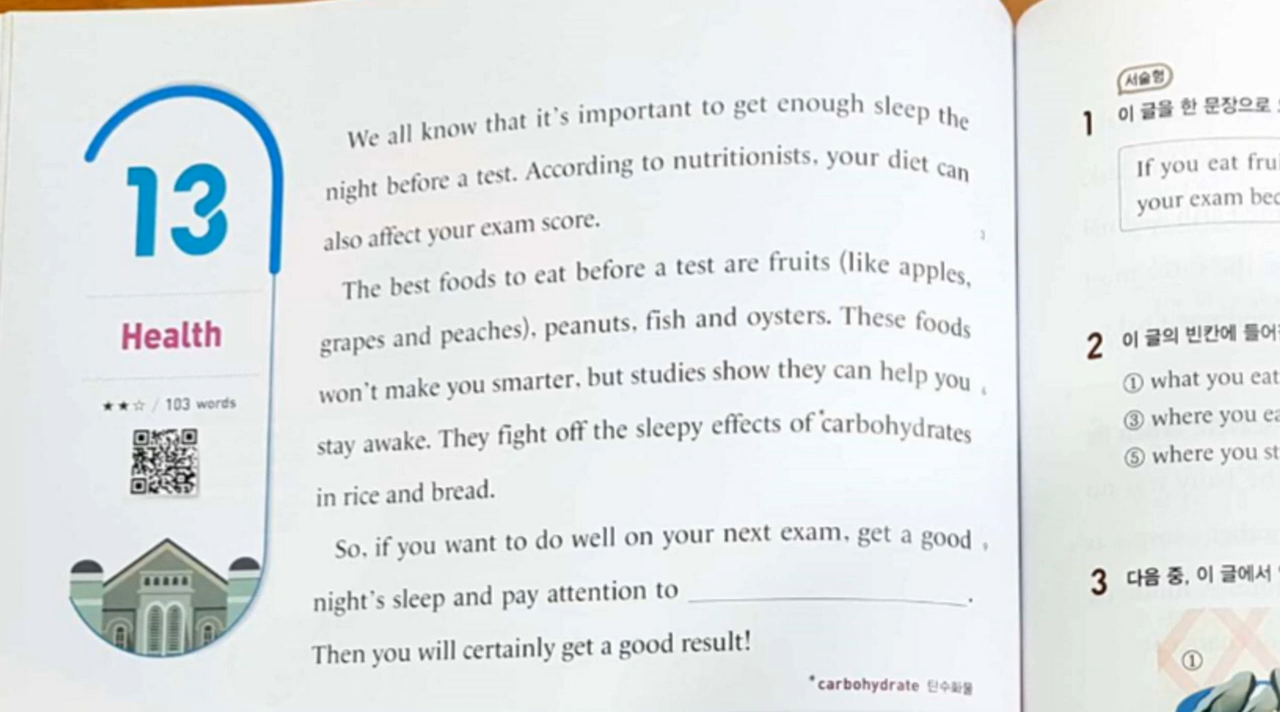 13
Health
★★☆ / 103 words
We all know that it's important to get enough sleep the
night before a test. According to nutritionists, your diet can
also affect your exam score.
The best foods to eat before a test are fruits (like apples,
grapes and peaches), peanuts, fish and oysters. These foods
won't make you smarter, but studies show they can help you
stay awake. They fight off the sleepy effects of *carbohydrates
in rice and bread.
So, if you want to do well on your next exam, get a good
night's sleep and pay attention to ______________.
Then you will certainly get a good result!
*carbohydrate 탄수화물
서술형
1 이 글을 한 문장으로
If you eat
your exam
2 이 글의 빈칸에
① what you eat
③ where you
⑤ where you
3 다음 중, 이 글에서
①